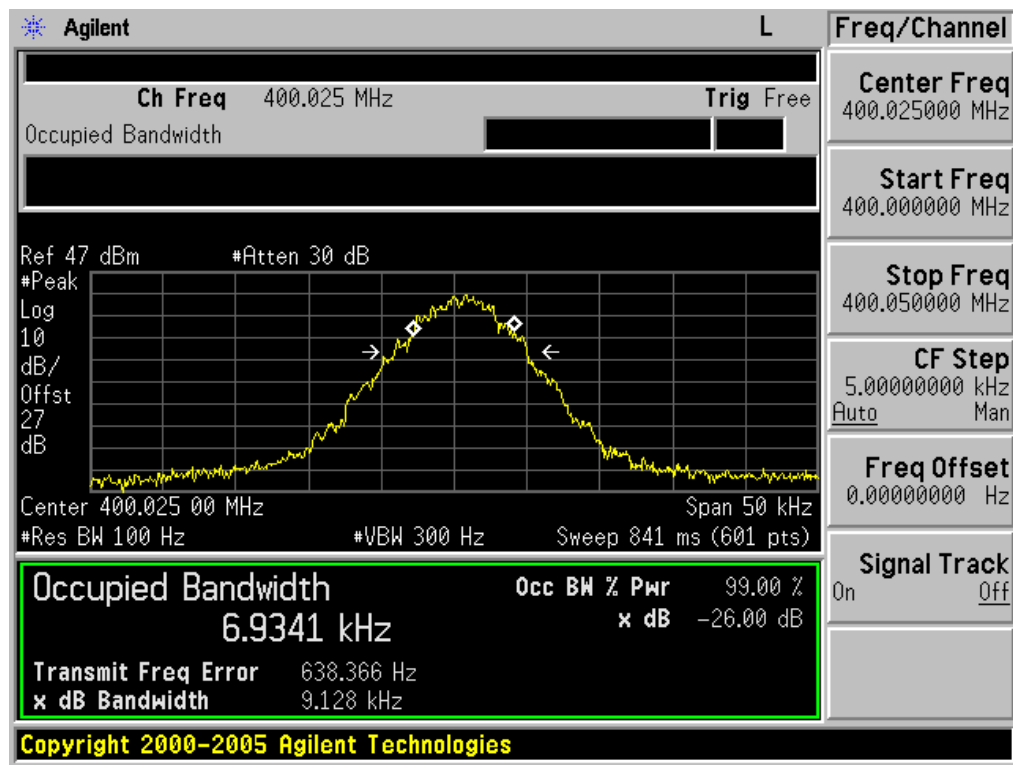 Agilent L
Ch Freq 400.025 MHz Trig Free
Occupied Bandwidth
Ref 47 dBm #Atten 30 dB
#Peak
Log
10
dB/
Offst
27
dB
Center 400.025 00 MHz Span 50 kHz
#Res BW 100 Hz #VBW 300 Hz Sweep 841 ms (601 pts)
Occupied Bandwidth Occ BW % Pwr 99.00 %
6.9341 kHz x dB -26.00 dB
Transmit Freq Error 638.366 Hz
x dB Bandwidth 9.128 kHz
Copyright 2000-2005 Agilent Technologies
Freq/Channel
Center Freq
400.025000 MHz
Start Freq
400.000000 MHz
Stop Freq
400.050000 MHz
CF Step
5.00000000 kHz
Auto Man
Freq Offset
0.00000000 Hz
Signal Track
On Off